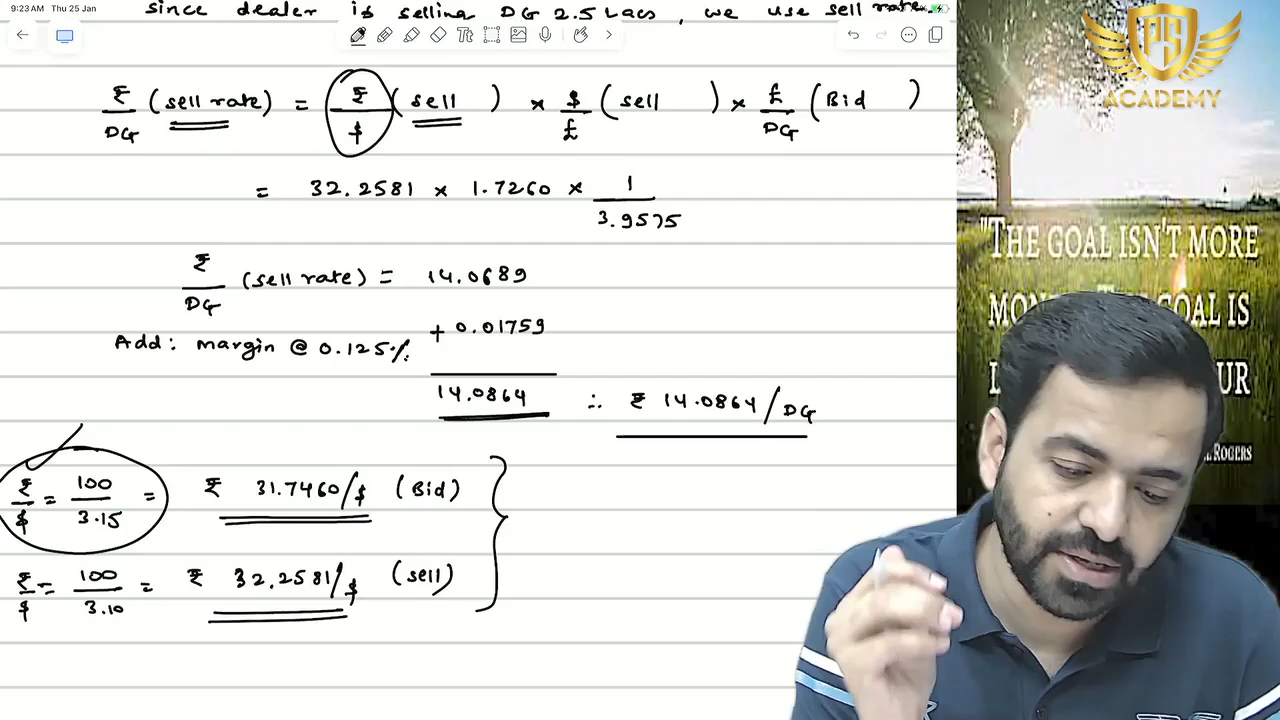 9:23 AM Thu 25 Jan
since dealer is selling DG 2.5 Lacs, we use sell rate.
₹/DG (sell rate) = ₹/$ (sell) × $/£ (sell) × £/DG (Bid)
= 32.2581 × 1.7260 × 1/3.9575
₹/DG (sell rate) = 14.0689
Add: margin @ 0.125% + 0.01759
14.0864 ∴ ₹ 14.0864/DG
₹/$ = 100/3.15 = ₹ 31.7460/$ (Bid)
₹/$ = 100/3.10 = ₹ 32.2581/$ (sell)
PS
ACADEMY
"THE GOAL ISN'T MORE
MON GOAL IS
L UR
ROGERS